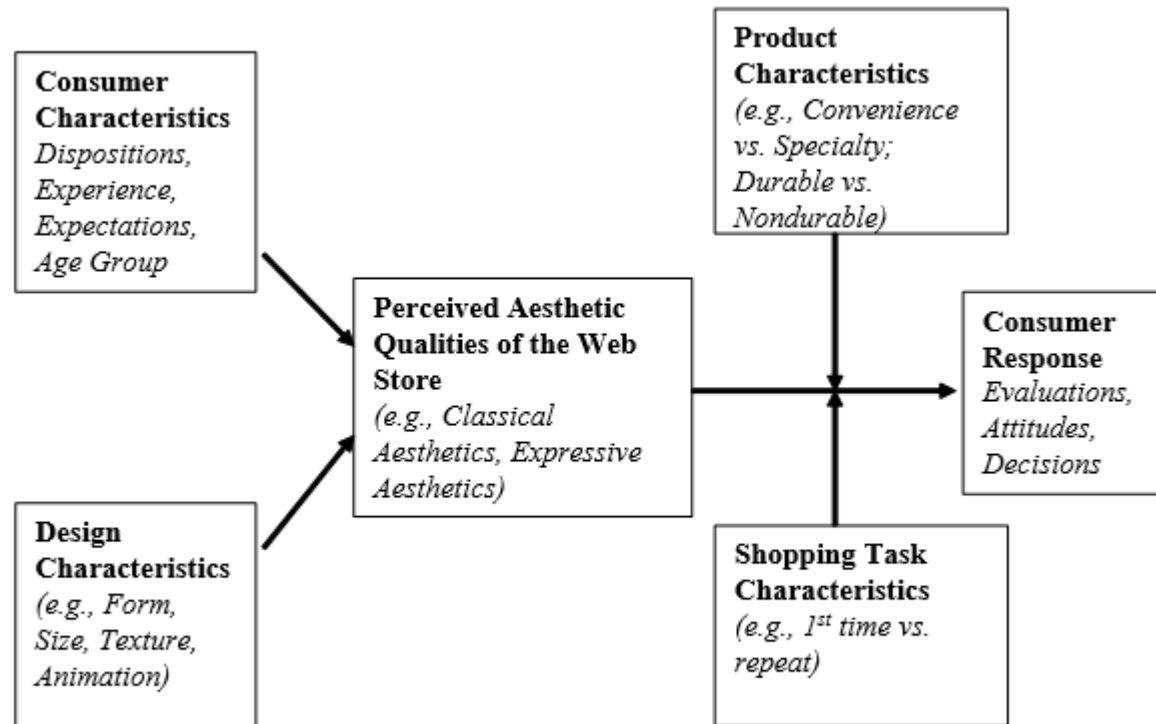 Consumer
Characteristics
Dispositions,
Experience,
Expectations,
Age Group
Design
Characteristics
(e.g., Form,
Size, Texture,
Animation)
Perceived Aesthetic
Qualities of the Web
Store
(e.g., Classical
Aesthetics, Expressive
Aesthetics)
Product
Characteristics
(e.g., Convenience
vs. Specialty;
Durable vs.
Nondurable)
Shopping Task
Characteristics
(e.g., 1st time vs.
repeat)
Consumer
Response
Evaluations,
Attitudes,
Decisions